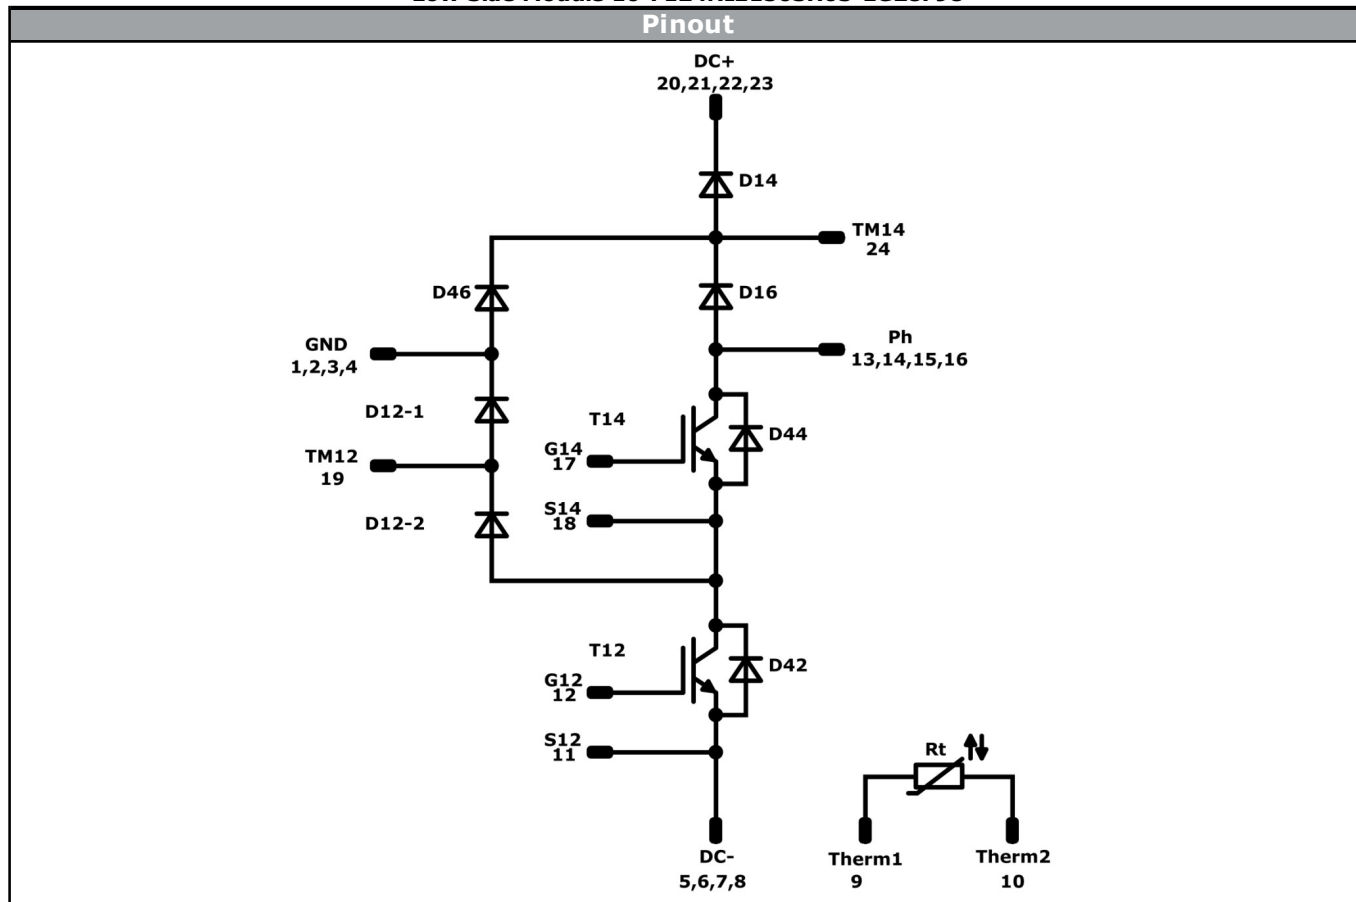 Pinout
DC+
20,21,22,23
D14
TM14
24
D46
D16
GND
1,2,3,4
Ph
13,14,15,16
D12-1
T14
D44
TM12
19
G14
17
D12-2
S14
18
T12
D42
G12
12
S12
11
Rt
DC-
5,6,7,8
Therm1
9
Therm2
10